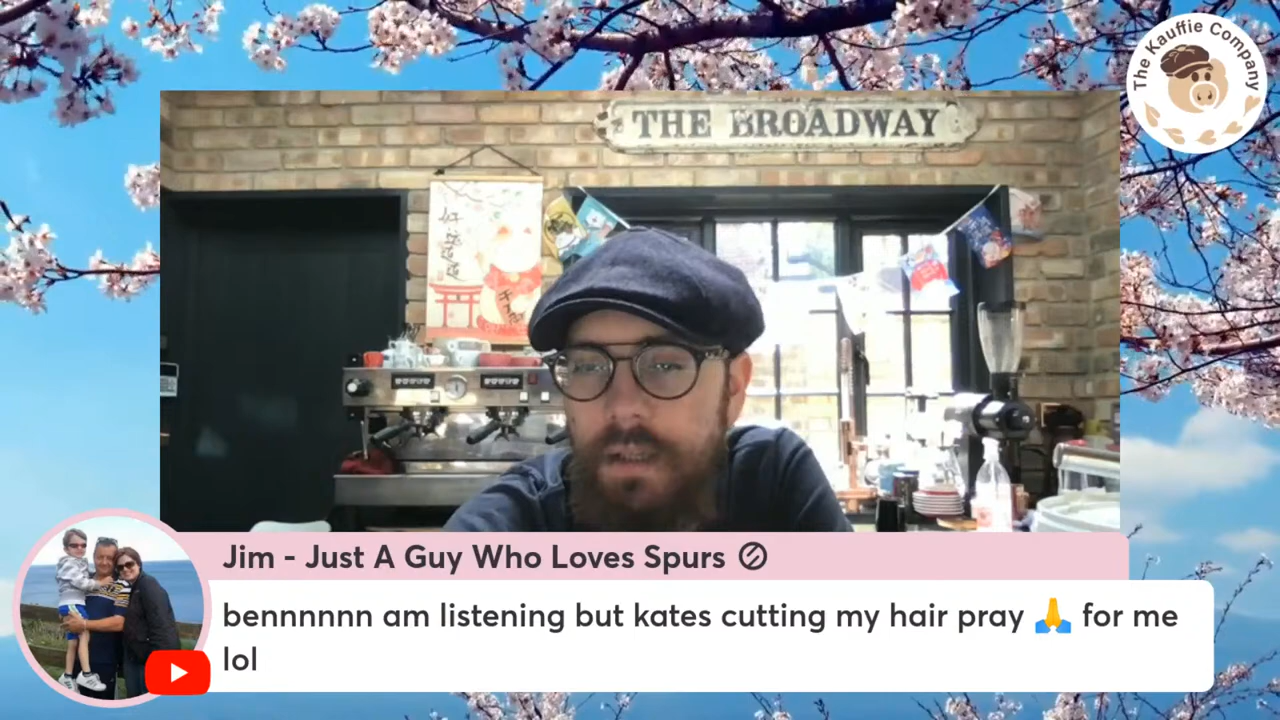 The Kauffie Company
THE BROADWAY
Jim - Just A Guy Who Loves Spurs
bennnnnn am listening but kates cutting my hair pray 🙏 for me
lol